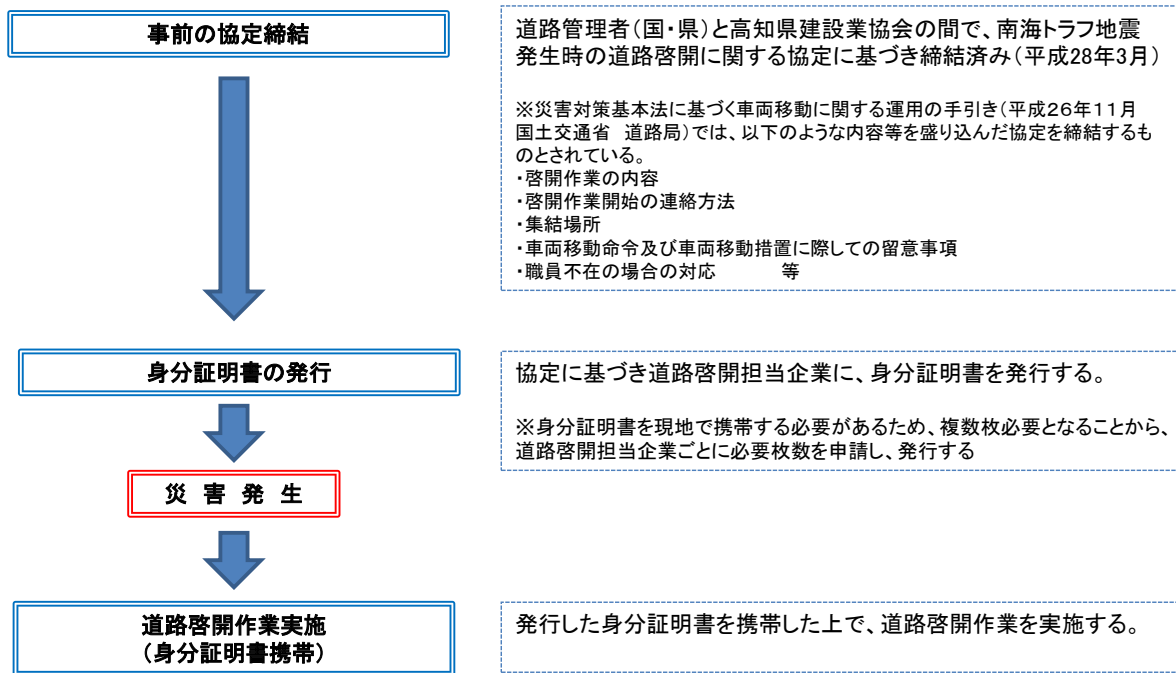 事前の協定締結
道路管理者（国・県）と高知県建設業協会の間で、南海トラフ地震
発生時の道路啓開に関する協定に基づき締結済み（平成28年3月）
※災害対策基本法に基づく車両移動に関する運用の手引き（平成２６年１１月
国土交通省　道路局）では、以下のような内容等を盛り込んだ協定を締結するも
のとされている。
・啓開作業の内容
・啓開作業開始の連絡方法
・集結場所
・車両移動命令及び車両移動措置に際しての留意事項
・職員不在の場合の対応　　　等
身分証明書の発行
協定に基づき道路啓開担当企業に、身分証明書を発行する。
※身分証明書を現地で携帯する必要があるため、複数枚必要となることから、
道路啓開担当企業ごとに必要枚数を申請し、発行する
災　害　発　生
道路啓開作業実施
（身分証明書携帯）
発行した身分証明書を携帯した上で、道路啓開作業を実施する。